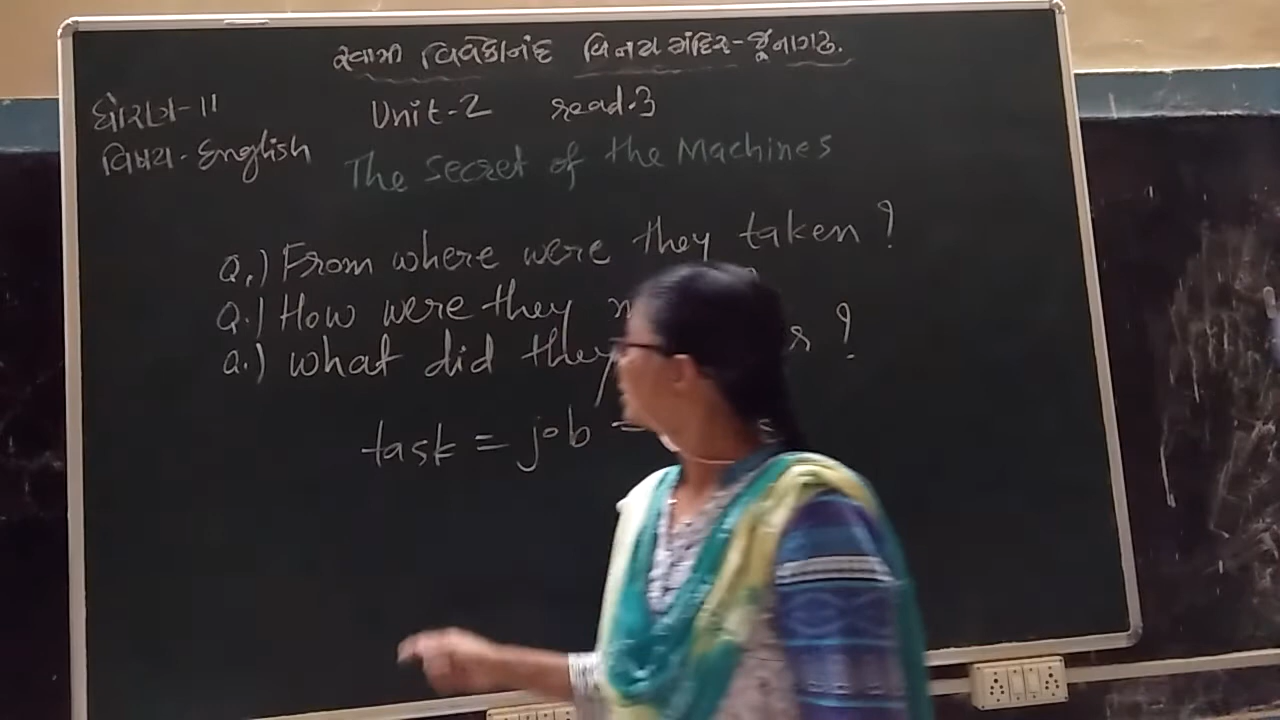 સ્વામી વિવેકાનંદ વિનય મંદિર - જૂનાગઢ.
ધોરણ - 11
Unit-2 read.3
વિષય - English
The Secret of the Machines
Q.) From where were they taken ?
Q.) How were they
Q.) what did they ?
task = job